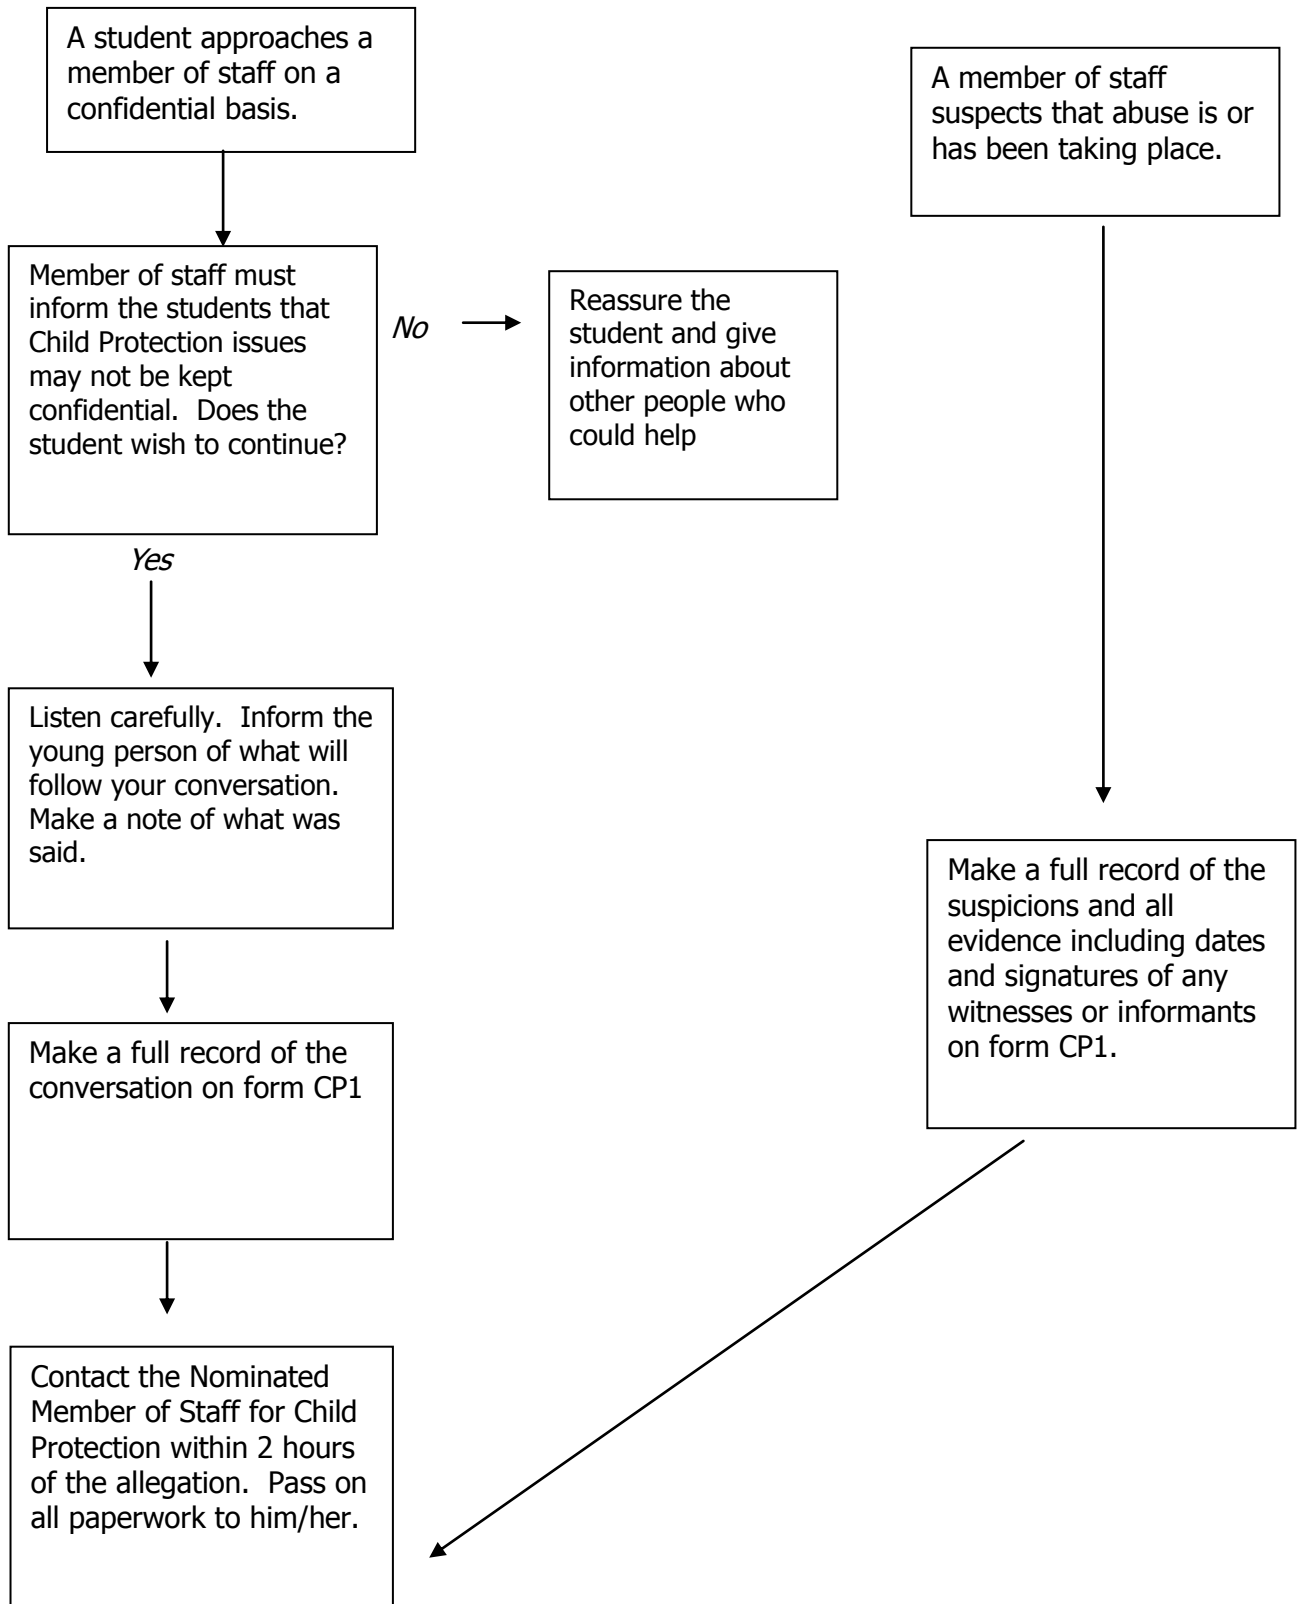 A student approaches a
member of staff on a
confidential basis.
A member of staff
suspects that abuse is or
has been taking place.
Member of staff must
inform the students that
Child Protection issues
may not be kept
confidential.  Does the
student wish to continue?
No
Reassure the
student and give
information about
other people who
could help
Yes
Listen carefully.  Inform the
young person of what will
follow your conversation.
Make a note of what was
said.
Make a full record of the
suspicions and all
evidence including dates
and signatures of any
witnesses or informants
on form CP1.
Make a full record of the
conversation on form CP1
Contact the Nominated
Member of Staff for Child
Protection within 2 hours
of the allegation.  Pass on
all paperwork to him/her.